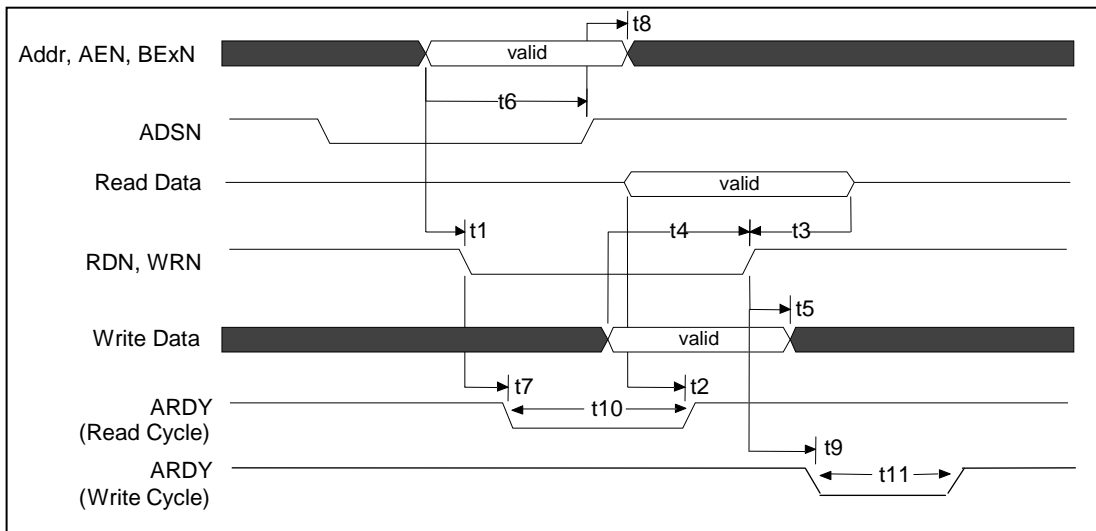 t8
Addr, AEN, BExN
valid
t6
ADSN
Read Data
valid
t1
t4
t3
RDN, WRN
t5
Write Data
valid
t7
t2
ARDY
t10
(Read Cycle)
t9
ARDY
t11
(Write Cycle)